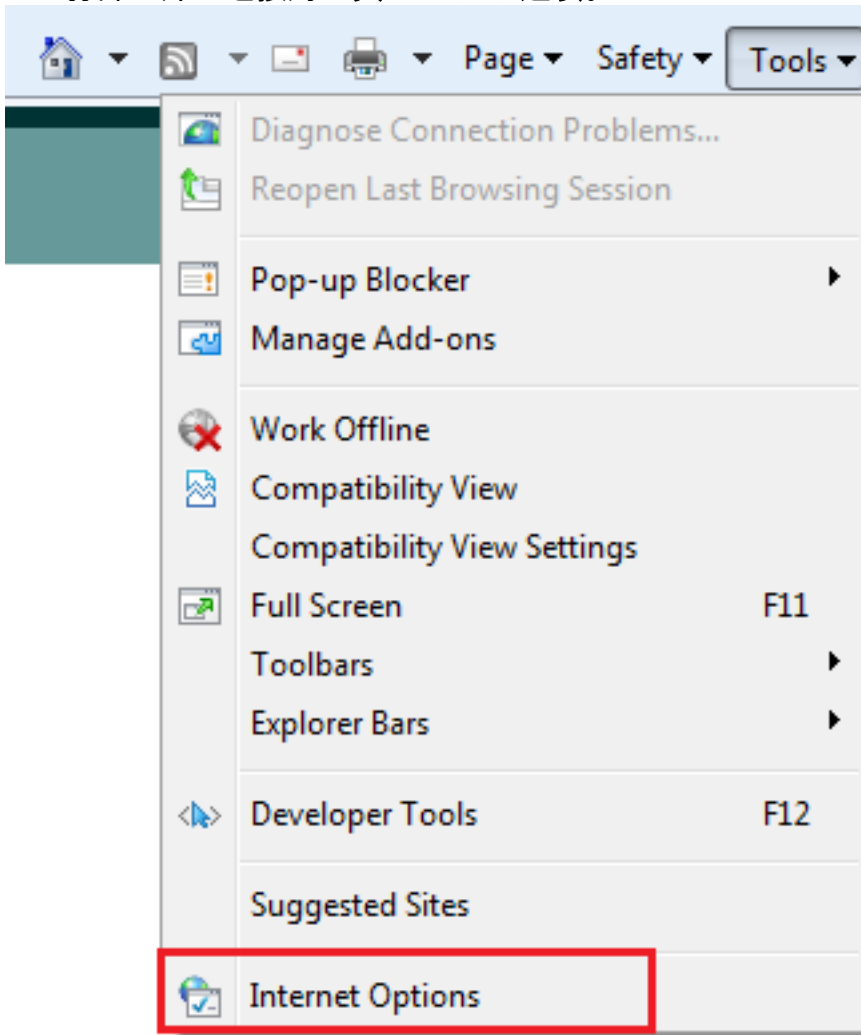 Page Safety Tools
Diagnose Connection Problems...
Reopen Last Browsing Session
Pop-up Blocker
Manage Add-ons
Work Offline
Compatibility View
Compatibility View Settings
Full Screen F11
Toolbars
Explorer Bars
Developer Tools F12
Suggested Sites
Internet Options